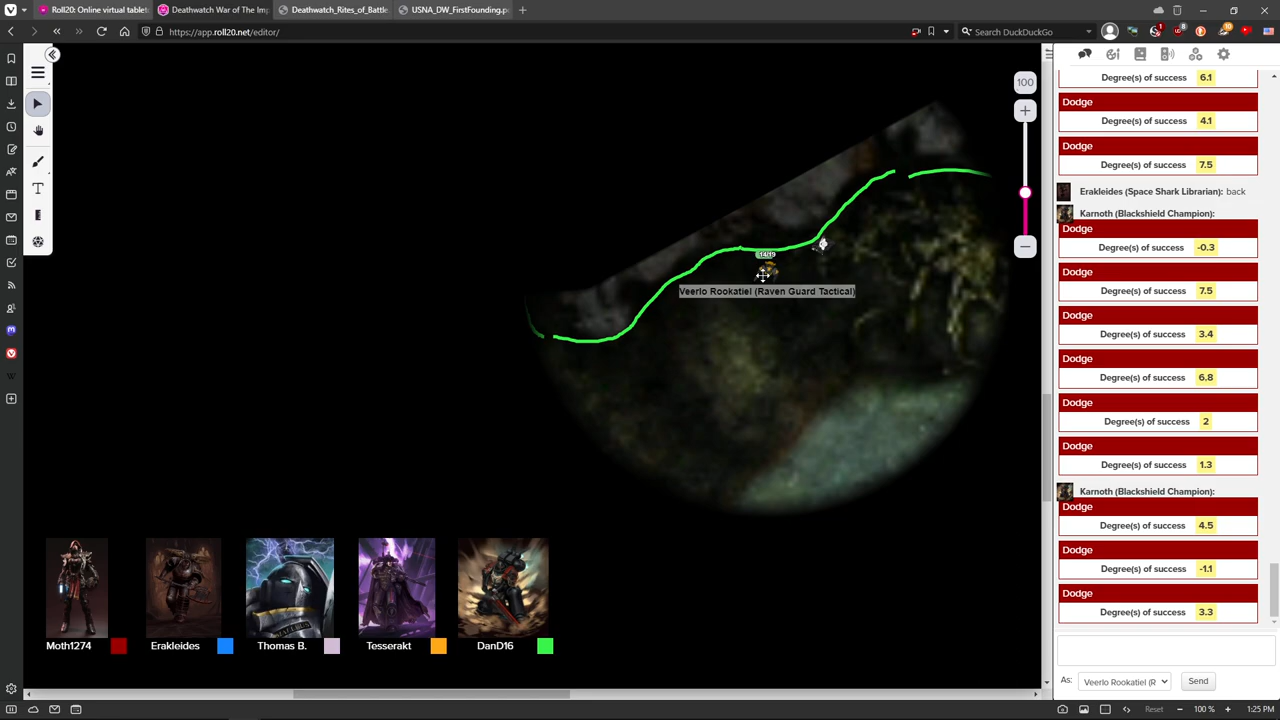 Roll20: Online virtual tablet
Deathwatch War of The Imp
Deathwatch_Rites_of_Battle
USNA_DW_FirstFounding.p
https://app.roll20.net/editor/
Search DuckDuckGo
100
Degree(s) of success 6.1
Dodge
Degree(s) of success 4.1
Dodge
Degree(s) of success 7.5
Erakleides (Space Shark Librarian): back
Karnoth (Blackshield Champion):
Dodge
Degree(s) of success -0.3
Dodge
Degree(s) of success 7.5
Dodge
Degree(s) of success 3.4
Dodge
Degree(s) of success 6.8
Dodge
Degree(s) of success 2
Dodge
Degree(s) of success 1.3
Karnoth (Blackshield Champion):
Dodge
Degree(s) of success 4.5
Dodge
Degree(s) of success -1.1
Dodge
Degree(s) of success 3.3
Veerlo Rookatiel (Raven Guard Tactical)
Moth1274
Erakleides
Thomas B.
Tesserakt
DanD16
As: Veerlo Rookatiel (R
Send
Reset
100 %
1:25 PM